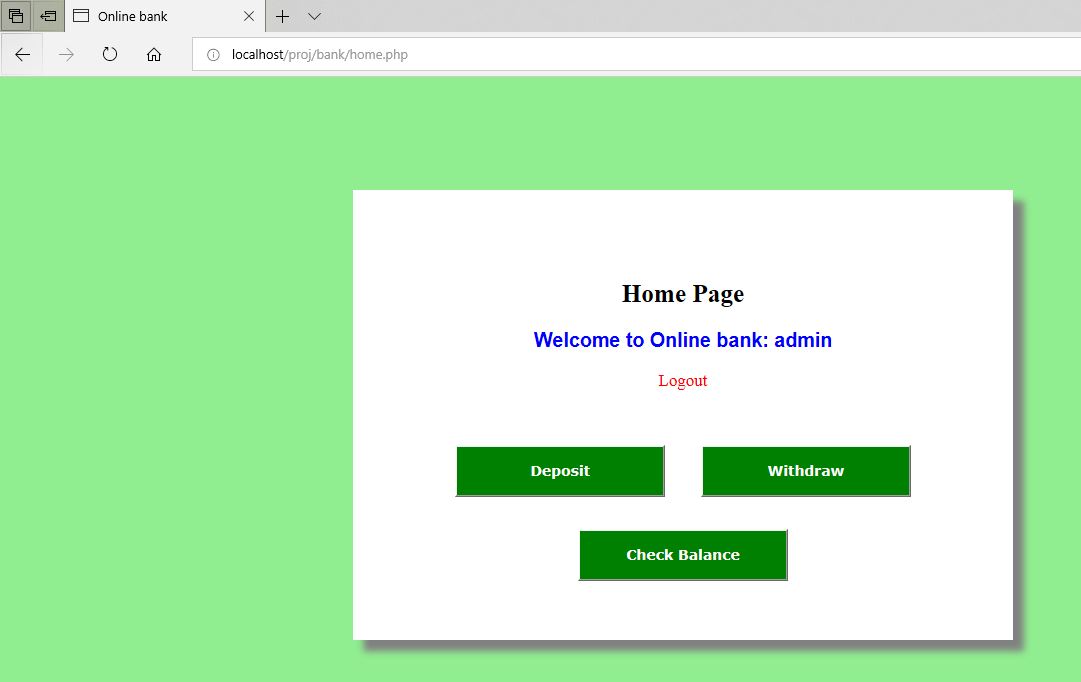 Online bank
localhost/proj/bank/home.php
Home Page
Welcome to Online bank: admin
Logout
Deposit Withdraw
Check Balance